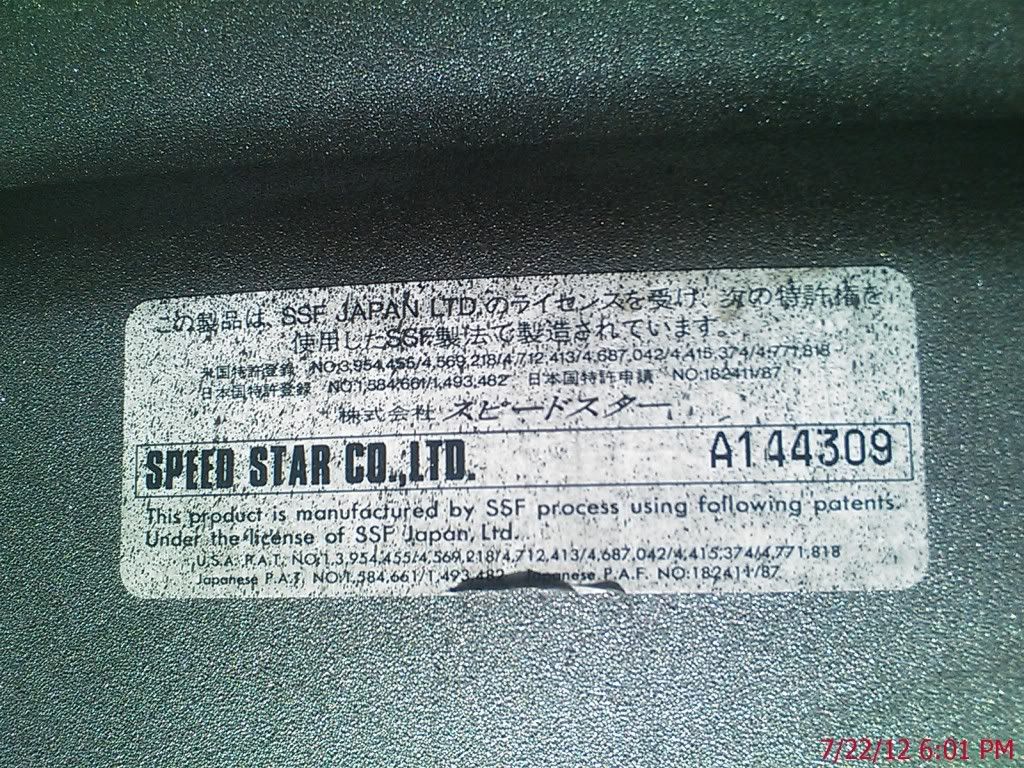 この製品は、SSF JAPAN LTD,のライセンスを受け、次の特許権を
使用したSSF製法で製造されています。
米国特許登録 NO;3,954,455/4,569,218/4,712,413/4,687,042/4,415,374/4,771,818
日本国特許登録 NO:1,584,661/1,493,482 日本国特許申請 NO:182411/87
株式会社 スピードスター
SPEED STAR CO.,LTD. A144309
This product is manufactured by SSF process using following patents.
Under the license of SSF Japan, Ltd.
U.S.A. P.A.T. NO;3,954,455/4,569,218/4,712,413/4,687,042/4,415,374/4,771,818
Japanese P.A.T. NO:1,584,661/1,493,482 Japanese P.A.F. NO:182411/87
7/22/12 6:01 PM